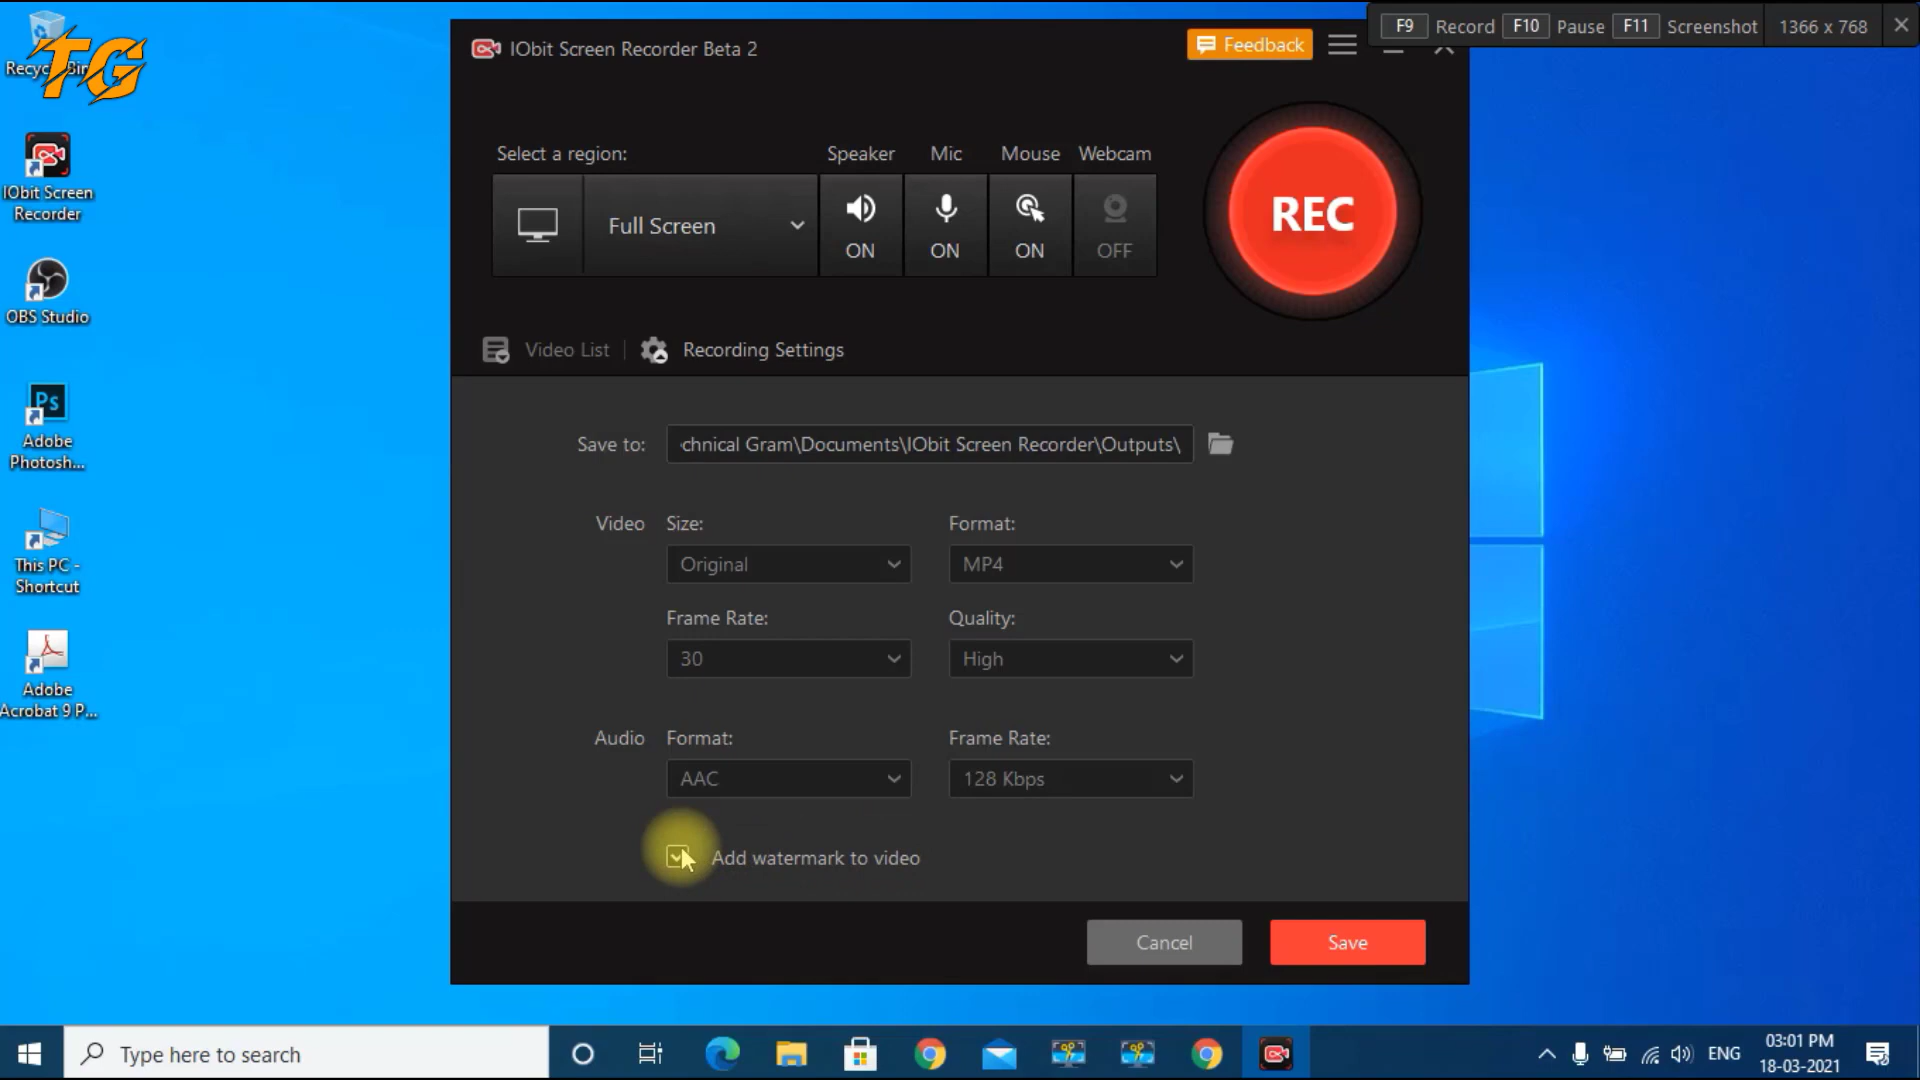 F9 Record F10 Pause F11 Screenshot 1366 x 768
IObit Screen Recorder Beta 2
Feedback
TG
IObit Screen
Recorder
OBS Studio
Ps
Adobe
Photosh...
This PC -
Shortcut
Adobe
Acrobat 9 P...
Select a region:
Speaker Mic Mouse Webcam
Full Screen
ON ON ON OFF
REC
Video List
Recording Settings
Save to: chnical Gram\Documents\IObit Screen Recorder\Outputs\
Video Size: Format:
Original MP4
Frame Rate: Quality:
30 High
Audio Format: Frame Rate:
AAC 128 Kbps
Add watermark to video
Cancel Save
Type here to search
ENG
03:01 PM
18-03-2021